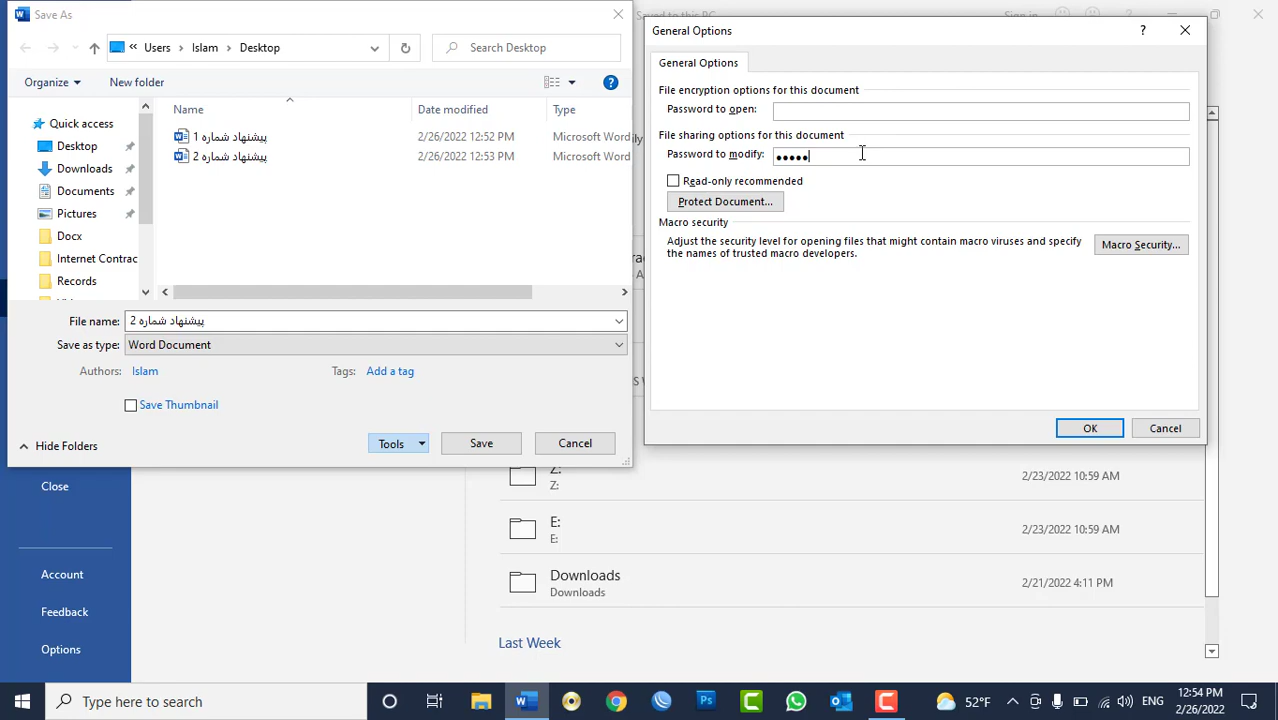 Save As
Saved to this PC
Sign in
General Options
« Users > Islam > Desktop
Search Desktop
General Options
Organize
New folder
File encryption options for this document
Password to open:
Name
Date modified
Type
Quick access
File sharing options for this document
پیشنهاد شماره 1
2/26/2022 12:52 PM
Microsoft Word
Desktop
Password to modify:
پیشنهاد شماره 2
2/26/2022 12:53 PM
Microsoft Word
Downloads
Read-only recommended
Pictures
Protect Document...
Docx
Macro security
Internet Contrac
Adjust the security level for opening files that might contain macro viruses and specify
the names of trusted macro developers.
Macro Security...
Records
File name:
پیشنهاد شماره 2
Save as type:
Word Document
Authors:
Islam
Tags:
Add a tag
Save Thumbnail
OK
Cancel
Hide Folders
Tools
Save
Cancel
Z:
Z:
2/23/2022 10:59 AM
Close
E:
E:
2/23/2022 10:59 AM
Account
Downloads
Downloads
2/21/2022 4:11 PM
Feedback
Last Week
Options
Type here to search
52°F
ENG
12:54 PM
2/26/2022